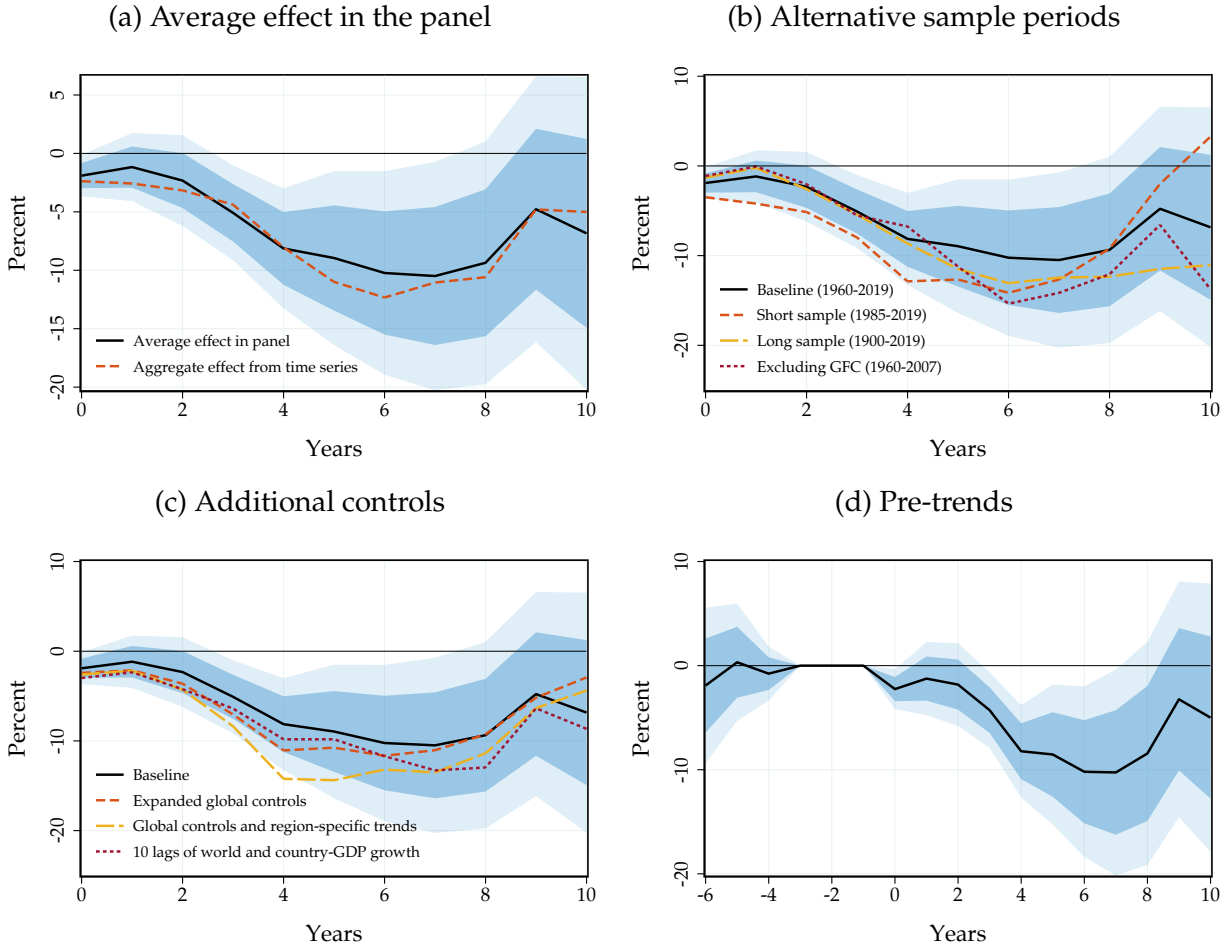 (a) Average effect in the panel
5
0
-5
-10
-15
-20
Percent
Average effect in panel
Aggregate effect from time series
0 2 4 6 8 10
Years
(b) Alternative sample periods
10
0
-10
-20
Percent
Baseline (1960-2019)
Short sample (1985-2019)
Long sample (1900-2019)
Excluding GFC (1960-2007)
0 2 4 6 8 10
Years
(c) Additional controls
10
0
-10
-20
Percent
Baseline
Expanded global controls
Global controls and region-specific trends
10 lags of world and country-GDP growth
0 2 4 6 8 10
Years
(d) Pre-trends
10
0
-10
-20
Percent
-6 -4 -2 0 2 4 6 8 10
Years